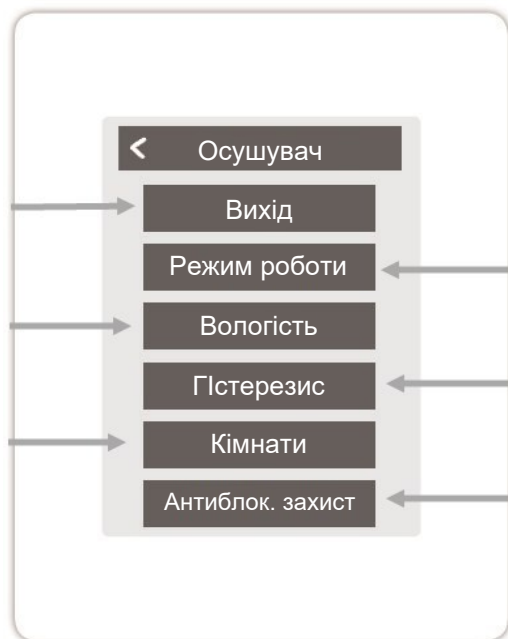 Осушувач
Вихід
Режим роботи
Вологість
ГІстерезис
Кімнати
Антиблок. захист